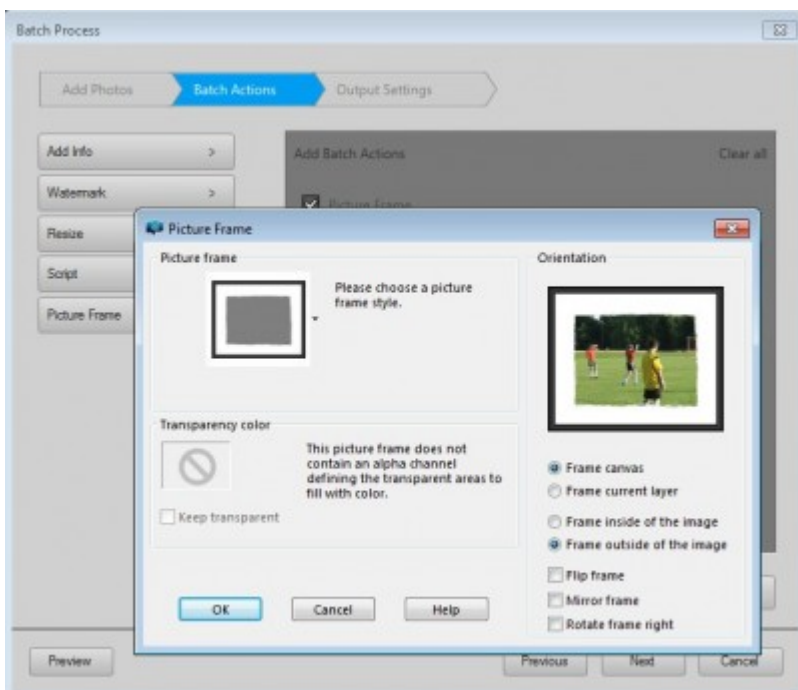 Batch Process
Add Photos
Batch Actions
Output Settings
Add Info >
Watermark >
Resize
Script
Picture Frame
Add Batch Actions
Clear all
Picture Frame
Picture Frame
Picture frame
Please choose a picture
frame style.
Transparency color
This picture frame does not
contain an alpha channel
defining the transparent areas to
fill with color.
Keep transparent
OK
Cancel
Help
Orientation
Frame canvas
Frame current layer
Frame inside of the image
Frame outside of the image
Flip frame
Mirror frame
Rotate frame right
Preview
Previous
Next
Cancel